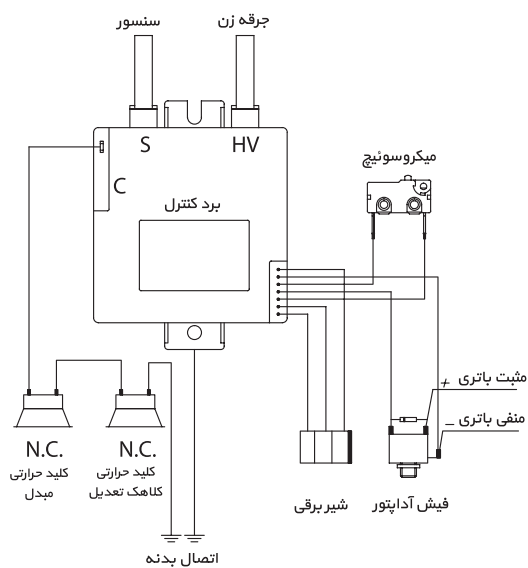 سنسور
جرقه زن
S
HV
C
برد کنترل
میکروسوئیچ
مثبت باتری +
منفی باتری −
N.C.
کلید حرارتی
مبدل
N.C.
کلید حرارتی
کلاهک تعدیل
شیر برقی
فیش آداپتور
اتصال بدنه